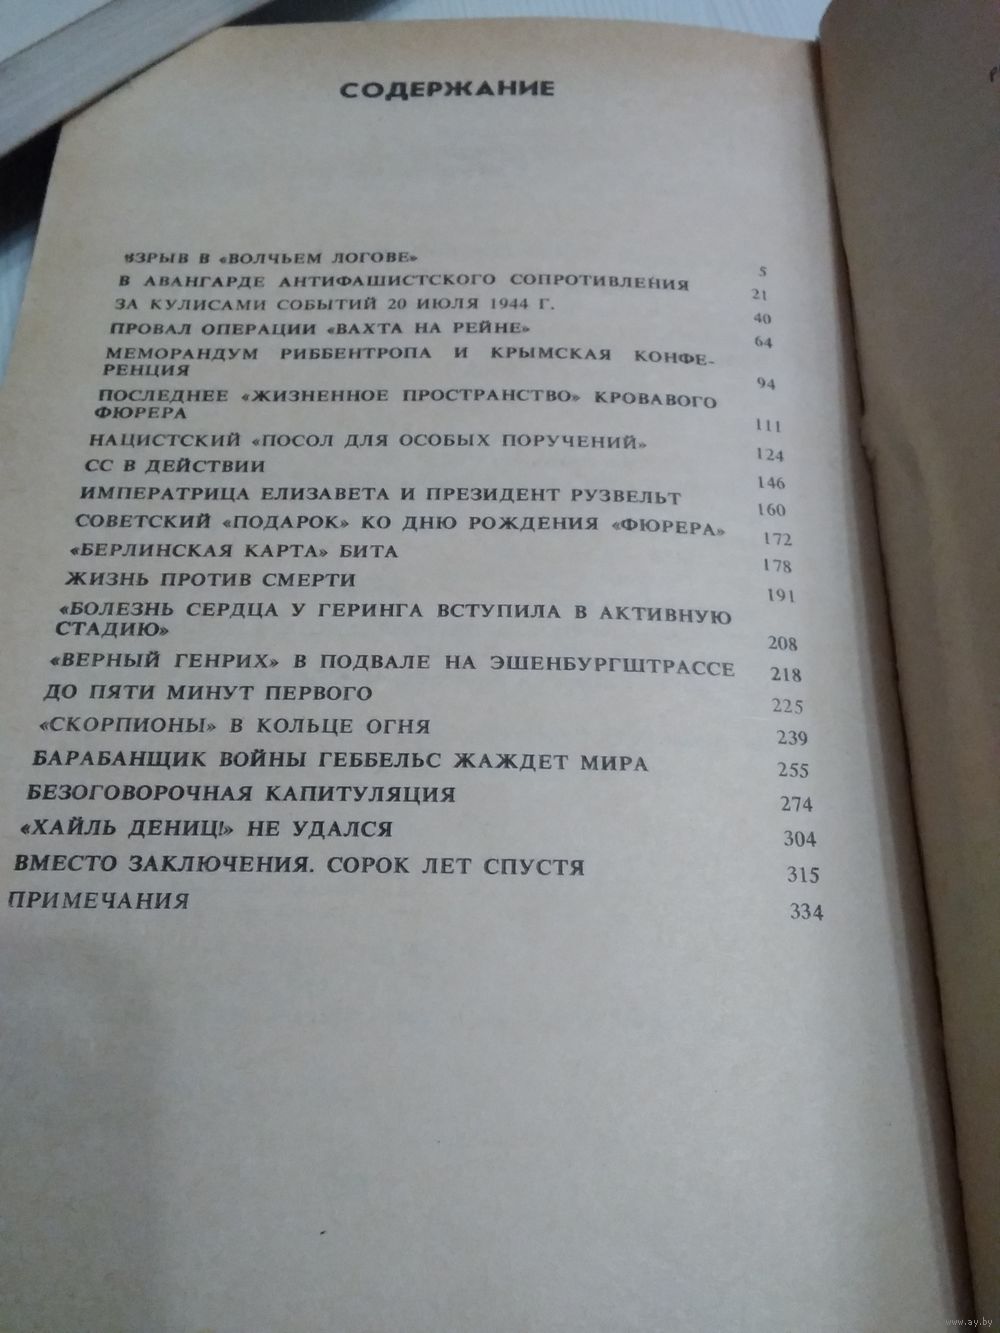 СОДЕРЖАНИЕ
ВЗРЫВ В «ВОЛЧЬЕМ ЛОГОВЕ» 5
В АВАНГАРДЕ АНТИФАШИСТСКОГО СОПРОТИВЛЕНИЯ 21
ЗА КУЛИСАМИ СОБЫТИЙ 20 ИЮЛЯ 1944 Г. 40
ПРОВАЛ ОПЕРАЦИИ «ВАХТА НА РЕЙНЕ» 64
МЕМОРАНДУМ РИББЕНТРОПА И КРЫМСКАЯ КОНФЕ-
РЕНЦИЯ 94
ПОСЛЕДНЕЕ «ЖИЗНЕННОЕ ПРОСТРАНСТВО» КРОВАВОГО
ФЮРЕРА 111
НАЦИСТСКИЙ «ПОСОЛ ДЛЯ ОСОБЫХ ПОРУЧЕНИЙ» 124
СС В ДЕЙСТВИИ 146
ИМПЕРАТРИЦА ЕЛИЗАВЕТА И ПРЕЗИДЕНТ РУЗВЕЛЬТ 160
СОВЕТСКИЙ «ПОДАРОК» КО ДНЮ РОЖДЕНИЯ «ФЮРЕРА» 172
«БЕРЛИНСКАЯ КАРТА» БИТА 178
ЖИЗНЬ ПРОТИВ СМЕРТИ 191
«БОЛЕЗНЬ СЕРДЦА У ГЕРИНГА ВСТУПИЛА В АКТИВНУЮ
СТАДИЮ» 208
«ВЕРНЫЙ ГЕНРИХ» В ПОДВАЛЕ НА ЭШЕНБУРГШТРАССЕ 218
ДО ПЯТИ МИНУТ ПЕРВОГО 225
«СКОРПИОНЫ» В КОЛЬЦЕ ОГНЯ 239
БАРАБАНЩИК ВОЙНЫ ГЕББЕЛЬС ЖАЖДЕТ МИРА 255
БЕЗОГОВОРОЧНАЯ КАПИТУЛЯЦИЯ 274
«ХАЙЛЬ ДЕНИЦ!» НЕ УДАЛСЯ 304
ВМЕСТО ЗАКЛЮЧЕНИЯ. СОРОК ЛЕТ СПУСТЯ 315
ПРИМЕЧАНИЯ 334
www.ay.by